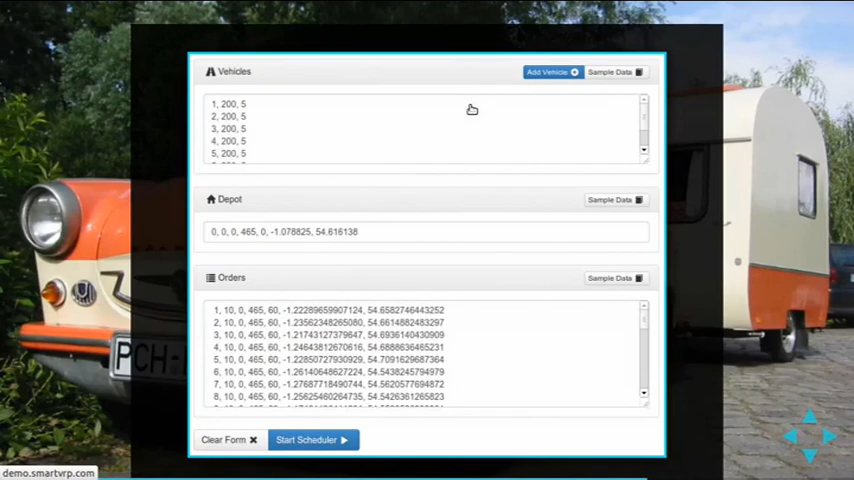 Vehicles
Add Vehicle
Sample Data
1, 200, 5
2, 200, 5
3, 200, 5
4, 200, 5
5, 200, 5
Depot
Sample Data
0, 0, 0, 465, 0, -1.078825, 54.616138
Orders
Sample Data
1, 10, 0, 465, 60, -1.22289659907124, 54.6582746443252
2, 10, 0, 465, 60, -1.23562348265080, 54.6614882483297
3, 10, 0, 465, 60, -1.21743127379647, 54.6936140430909
4, 10, 0, 465, 60, -1.24643812670616, 54.6888636465231
5, 10, 0, 465, 60, -1.22850727930929, 54.7091629687364
6, 10, 0, 465, 60, -1.26140648627224, 54.5438245794979
7, 10, 0, 465, 60, -1.27687718490744, 54.5620577694872
8, 10, 0, 465, 60, -1.25625460264735, 54.5426361265823
PCH-
Clear Form
Start Scheduler
demo.smartvrp.com